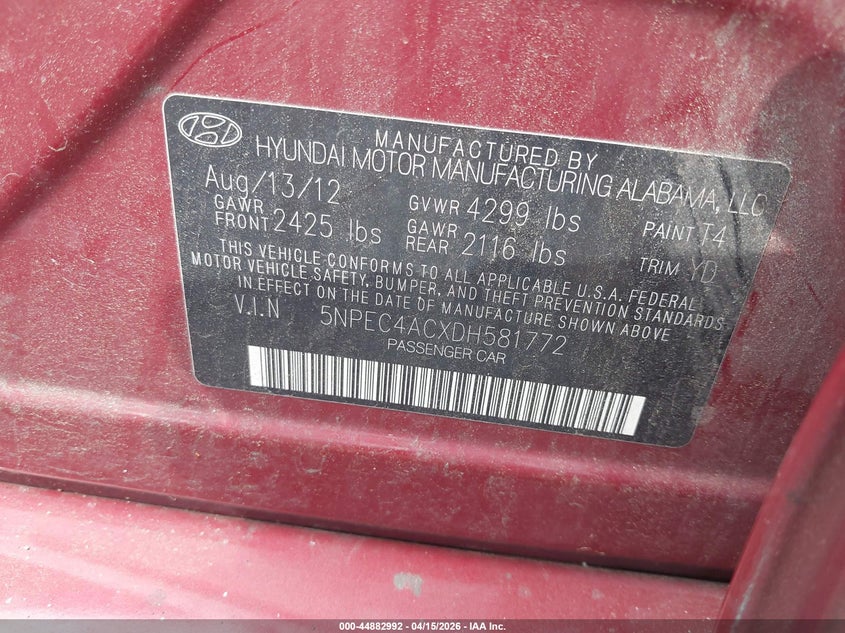 MANUFACTURED BY
HYUNDAI MOTOR MANUFACTURING ALABAMA, LLC
Aug/13/12 GVWR 4299 lbs PAINT T4
GAWR FRONT 2425 lbs GAWR REAR 2116 lbs TRIM YD
THIS VEHICLE CONFORMS TO ALL APPLICABLE U.S.A. FEDERAL
MOTOR VEHICLE SAFETY, BUMPER, AND THEFT PREVENTION STANDARDS
IN EFFECT ON THE DATE OF MANUFACTURE SHOWN ABOVE.
V.I.N 5NPEC4ACXDH581772
PASSENGER CAR
000-44882992 - 04/15/2026 - IAA Inc.